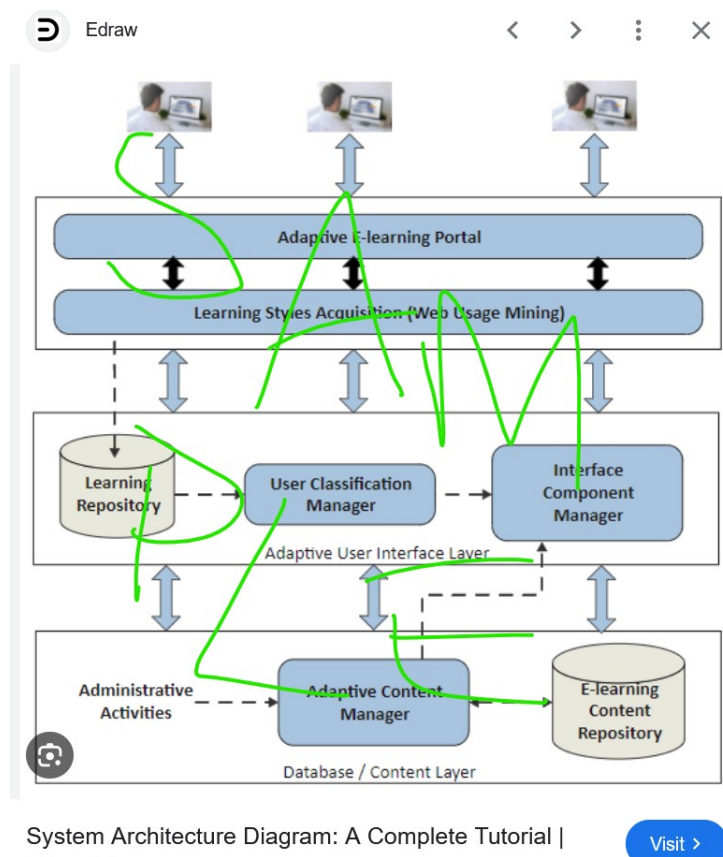 Edraw
Adaptive E-learning Portal
Learning Styles Acquisition (Web Usage Mining)
Learning
Repository
User Classification
Manager
Interface
Component
Manager
Adaptive User Interface Layer
Administrative
Activities
Adaptive Content
Manager
E-learning
Content
Repository
Database / Content Layer
SAMPLE
System Architecture Diagram: A Complete Tutorial |
Visit